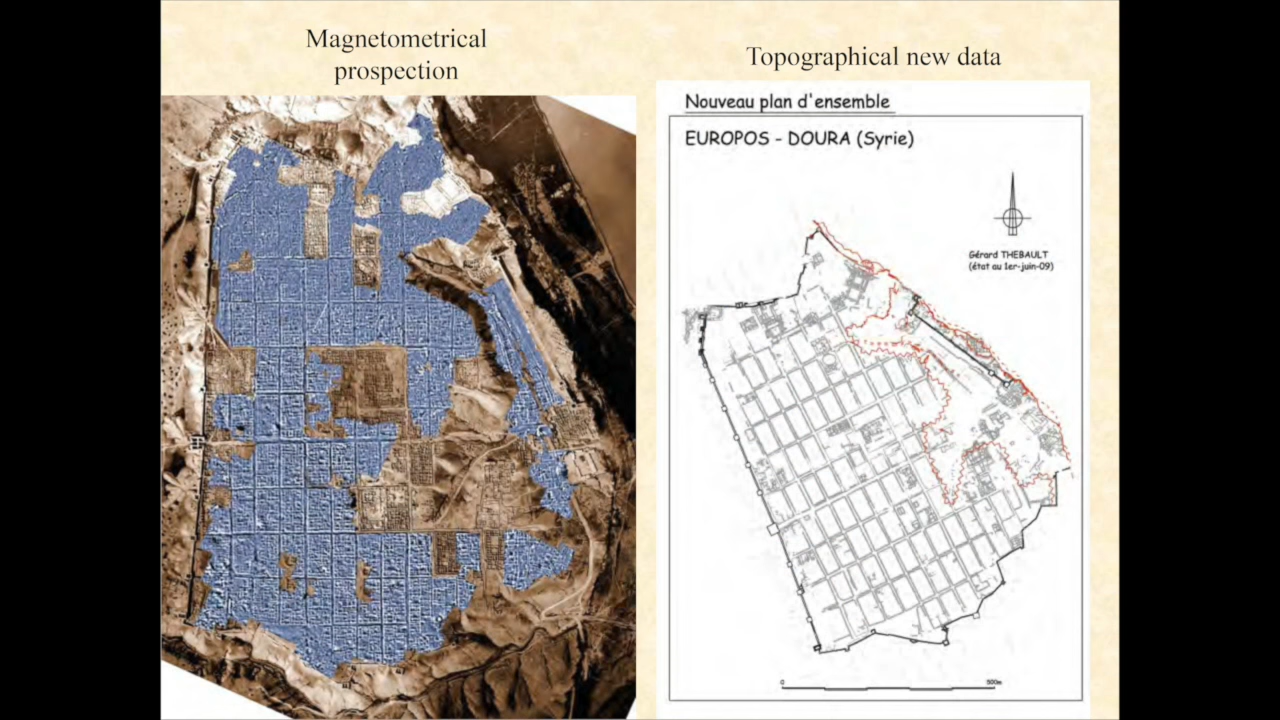 Magnetometrical
prospection
Topographical new data
Nouveau plan d'ensemble
EUROPOS - DOURA (Syrie)
Gérard THEBAULT
(état au 1er-juin-09)
0 500m